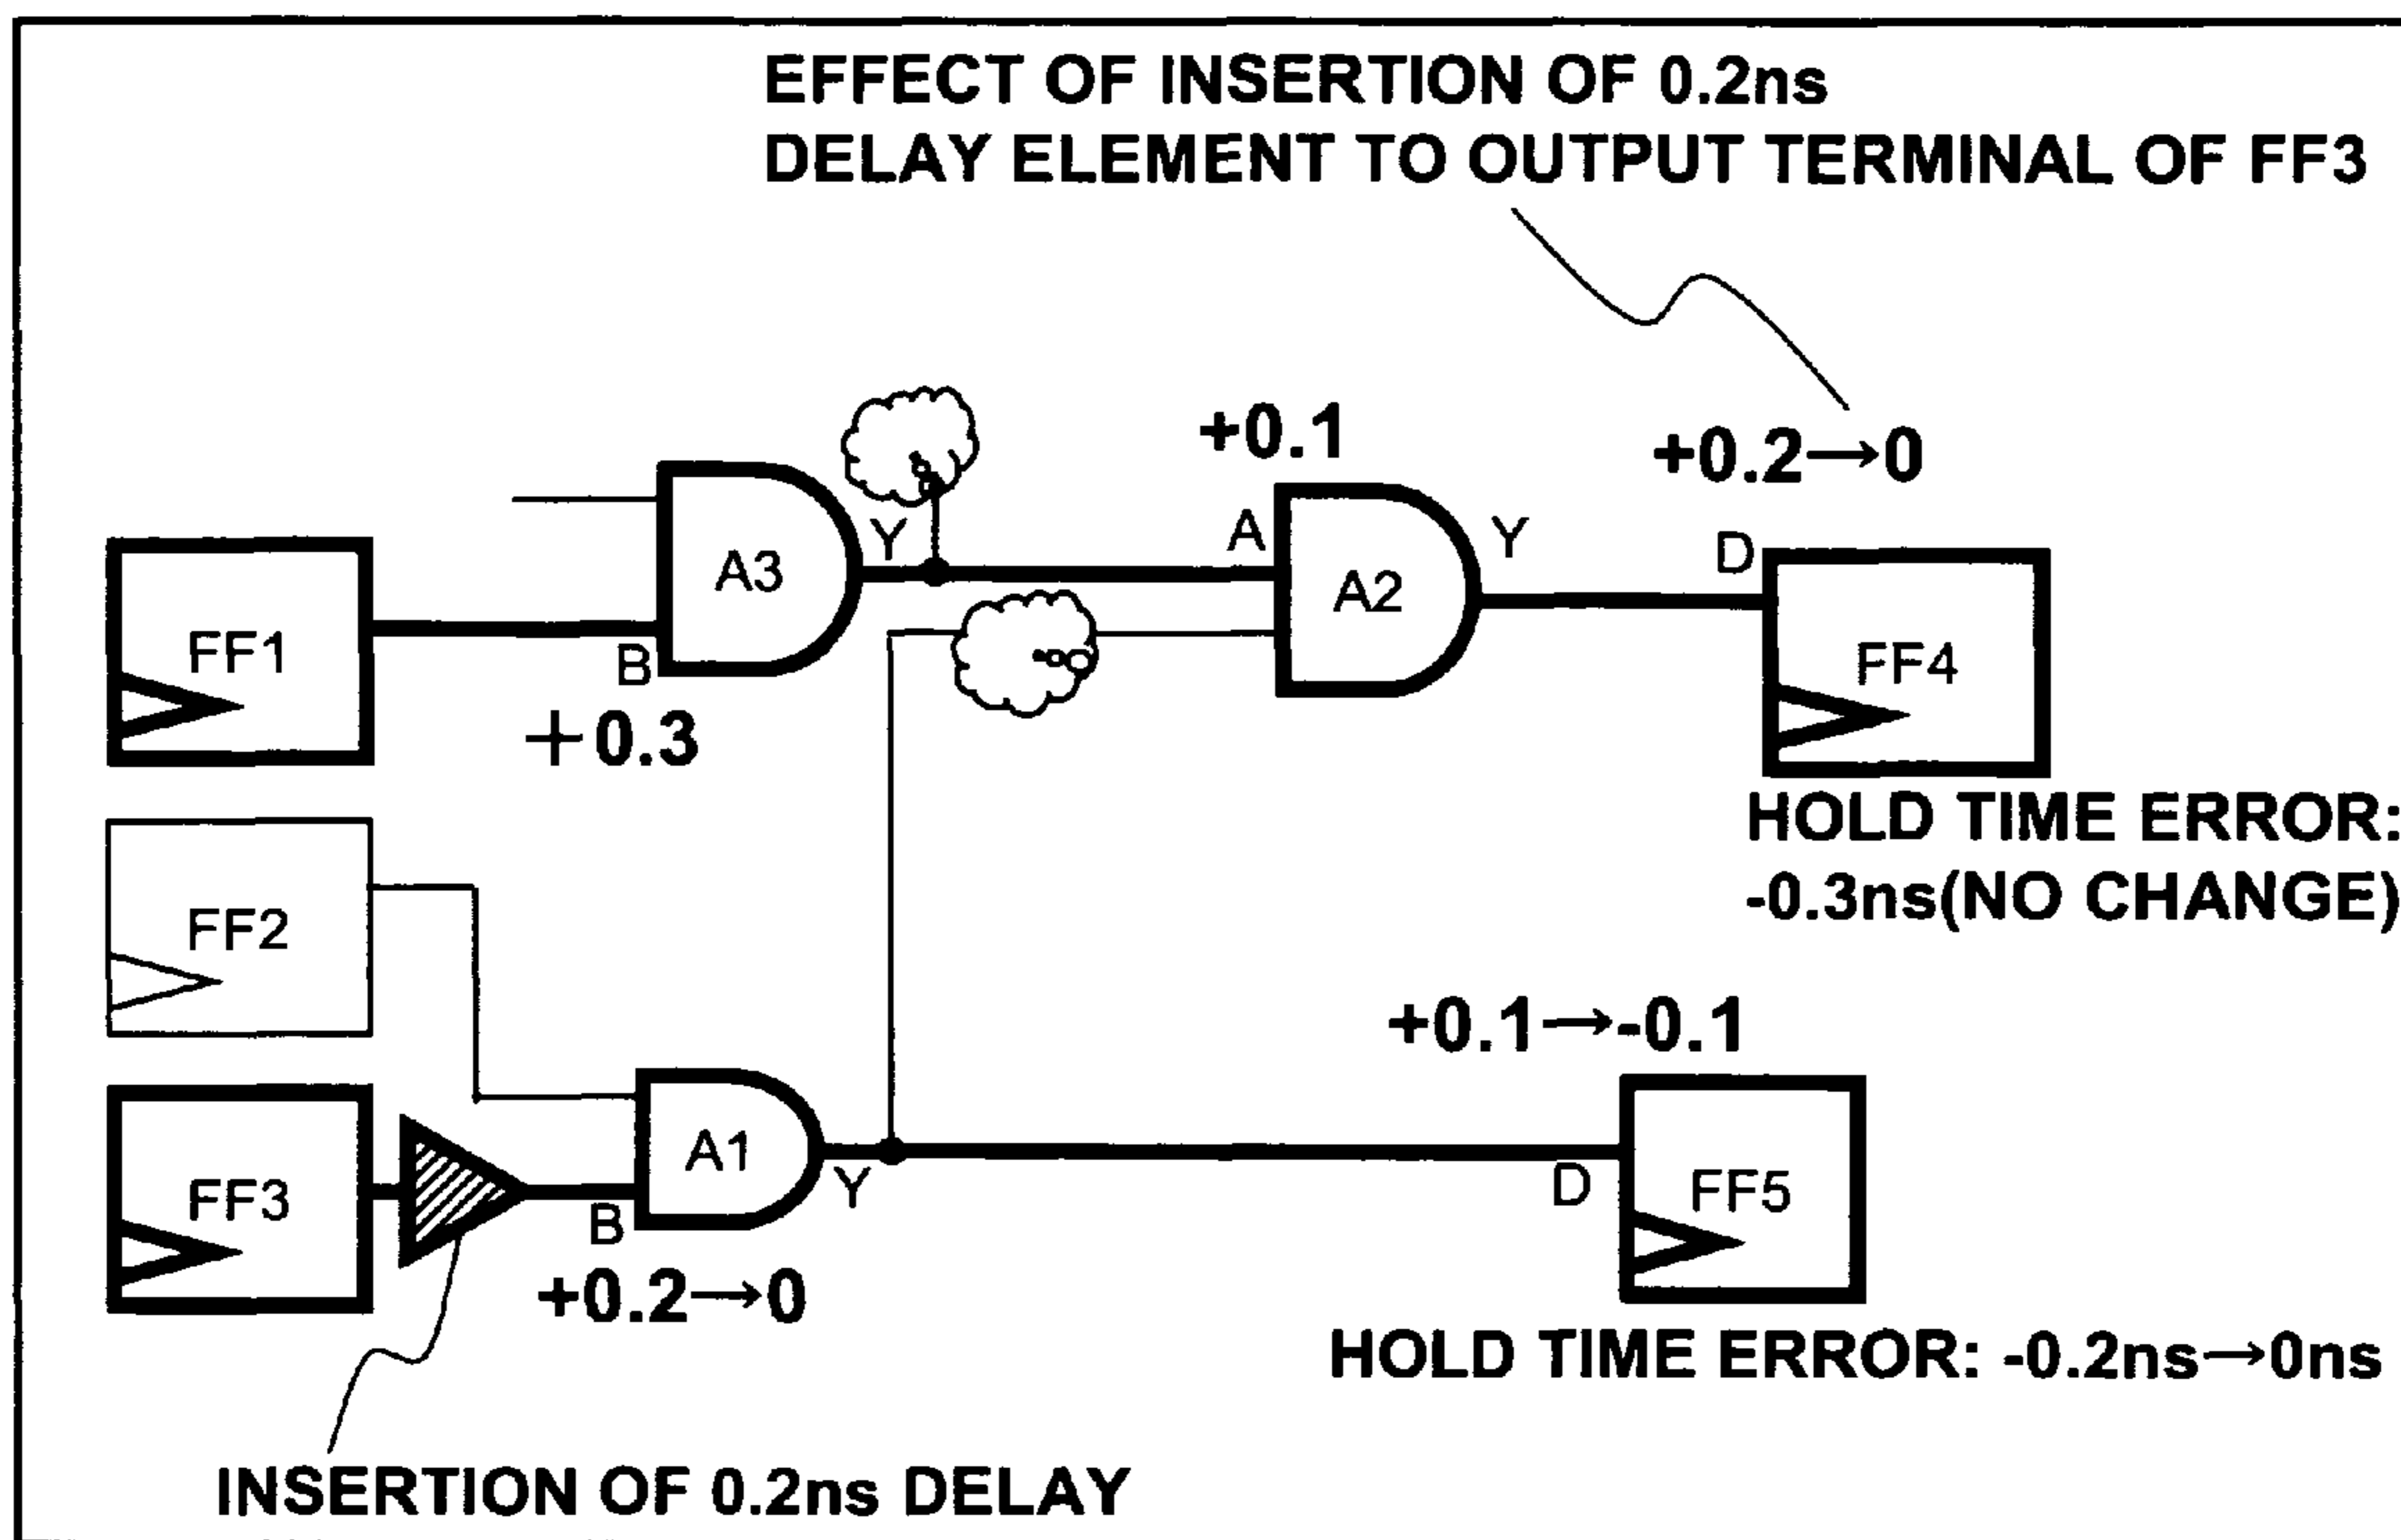 EFFECT OF INSERTION OF 0.2ns
DELAY ELEMENT TO OUTPUT TERMINAL OF FF3
+0.1
+0.2→0
Y
A
Y
D
A3
A2
FF1
B
FF4
+0.3
HOLD TIME ERROR:
-0.3ns(NO CHANGE)
FF2
+0.1→-0.1
A1
Y
FF3
B
D
FF5
+0.2→0
HOLD TIME ERROR: -0.2ns→0ns
INSERTION OF 0.2ns DELAY